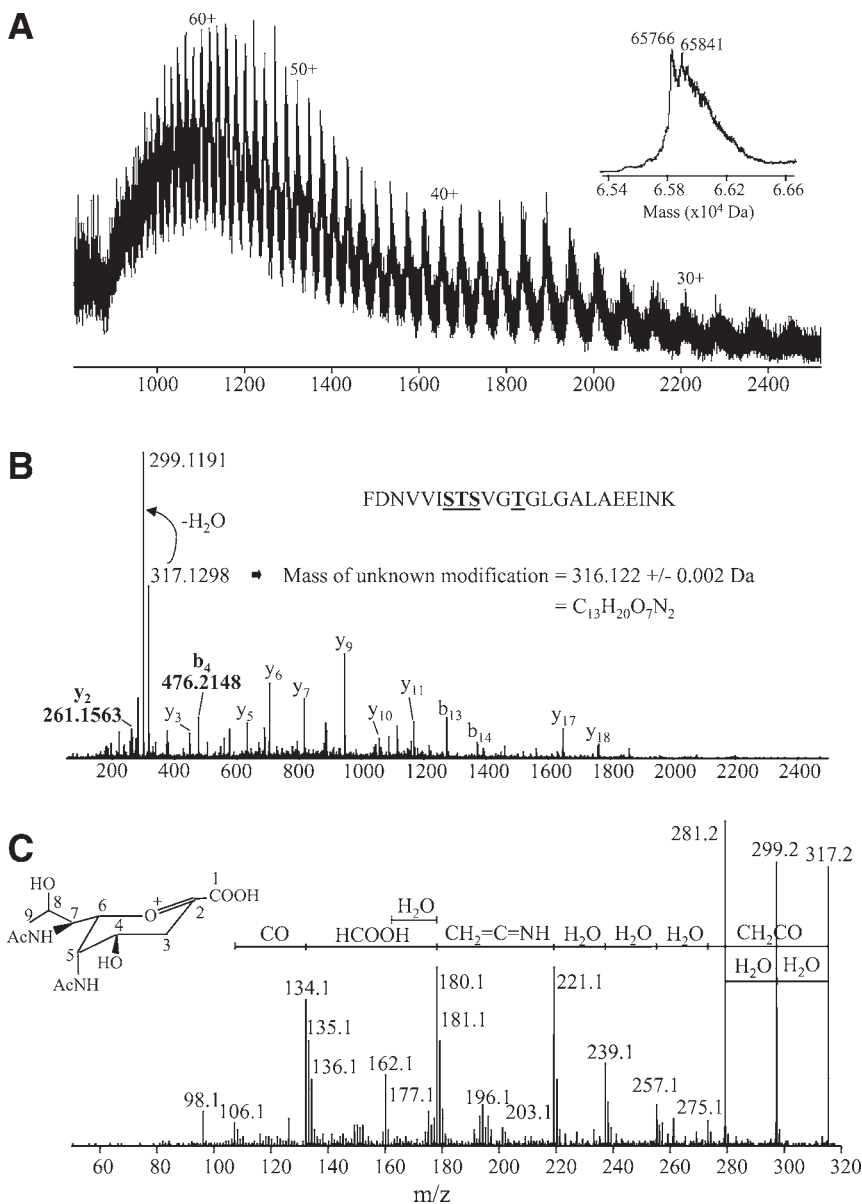 A
60+
50+
40+
30+
65766
65841
6.54 6.58 6.62 6.66
Mass (x10⁴ Da)
1000 1200 1400 1600 1800 2000 2200 2400
B
299.1191
-H₂O
317.1298
FDNVVISTSVGTGLGALAEEINK
Mass of unknown modification = 316.122 +/- 0.002 Da
= C₁₃H₂₀O₇N₂
y₂
261.1563
y₃
b₄
476.2148
y₅
y₆
y₇
y₉
y₁₀
y₁₁
b₁₃
b₁₄
y₁₇
y₁₈
200 400 600 800 1000 1200 1400 1600 1800 2000 2200 2400
C
HO
9
8
7
6
O
+
1
COOH
2
AcNH
5
4
3
HO
AcNH
281.2
299.2
317.2
H₂O
CO
HCOOH
CH₂=C=NH
H₂O
H₂O
H₂O
CH₂CO
H₂O
H₂O
134.1
180.1
221.1
135.1
181.1
136.1
162.1
239.1
98.1
106.1
177.1
196.1
203.1
257.1
275.1
60 80 100 120 140 160 180 200 220 240 260 280 300 320
m/z